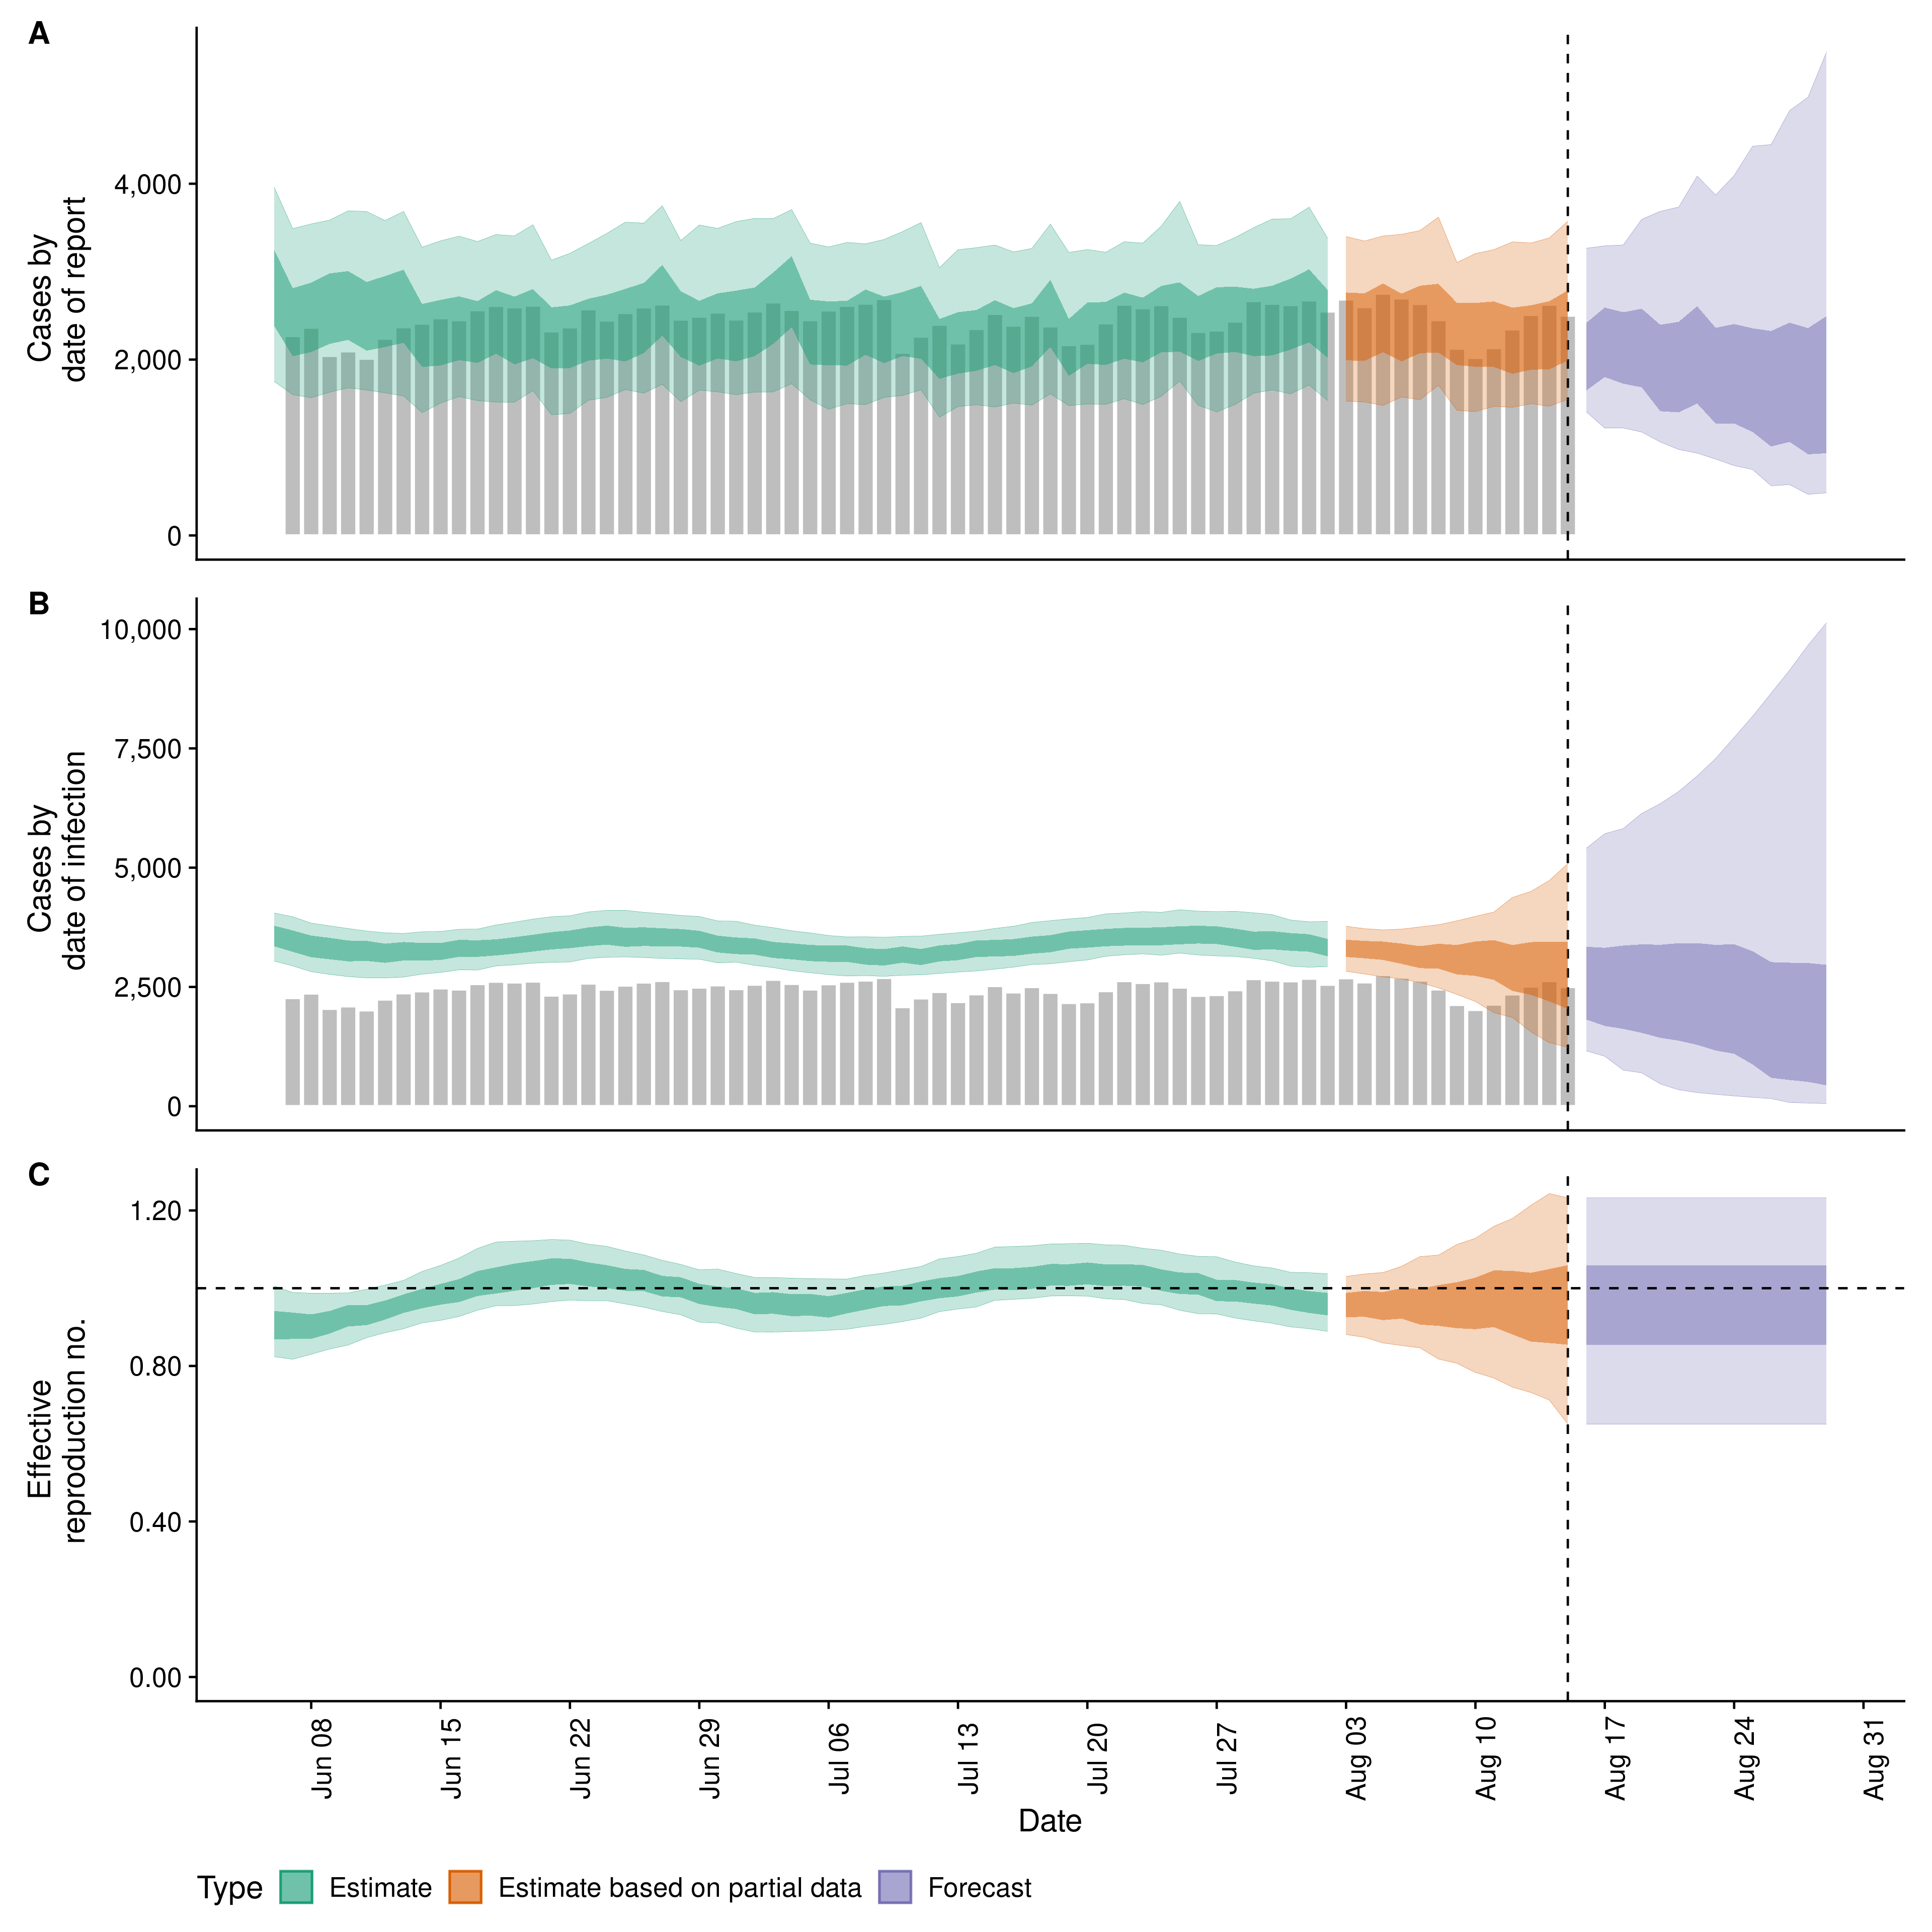 A
Cases by
date of report
4,000
2,000
0
B
Cases by
date of infection
10,000
7,500
5,000
2,500
0
C
Effective
reproduction no.
1.20
0.80
0.40
0.00
Jun 08
Jun 15
Jun 22
Jun 29
Jul 06
Jul 13
Jul 20
Jul 27
Aug 03
Aug 10
Aug 17
Aug 24
Aug 31
Date
Type Estimate Estimate based on partial data Forecast